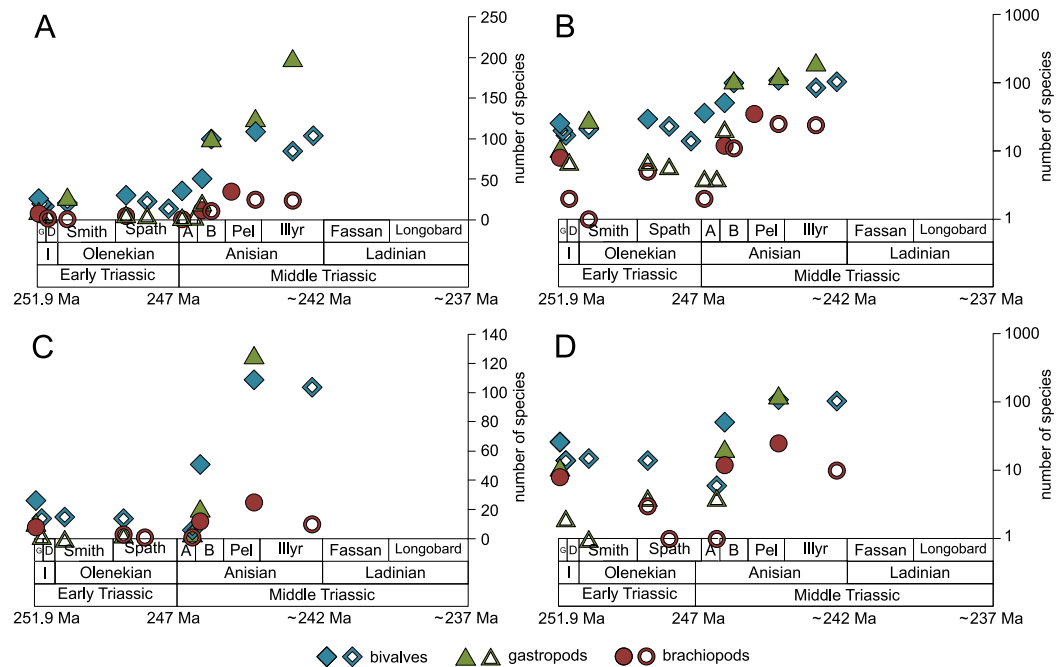 A
250
200
150
100
50
0
number of species
G D Smith Spath A B Pel Illyr Fassan Longobard
I Olenekian Anisian Ladinian
Early Triassic Middle Triassic
251.9 Ma 247 Ma ~242 Ma ~237 Ma
B
1000
100
10
1
number of species
G D Smith Spath A B Pel Illyr Fassan Longobard
I Olenekian Anisian Ladinian
Early Triassic Middle Triassic
251.9 Ma 247 Ma ~242 Ma ~237 Ma
C
140
120
100
80
60
40
20
0
number of species
G D Smith Spath A B Pel Illyr Fassan Longobard
I Olenekian Anisian Ladinian
Early Triassic Middle Triassic
251.9 Ma 247 Ma ~242 Ma ~237 Ma
D
1000
100
10
1
number of species
G D Smith Spath A B Pel Illyr Fassan Longobard
I Olenekian Anisian Ladinian
Early Triassic Middle Triassic
251.9 Ma 247 Ma ~242 Ma ~237 Ma
bivalves gastropods brachiopods